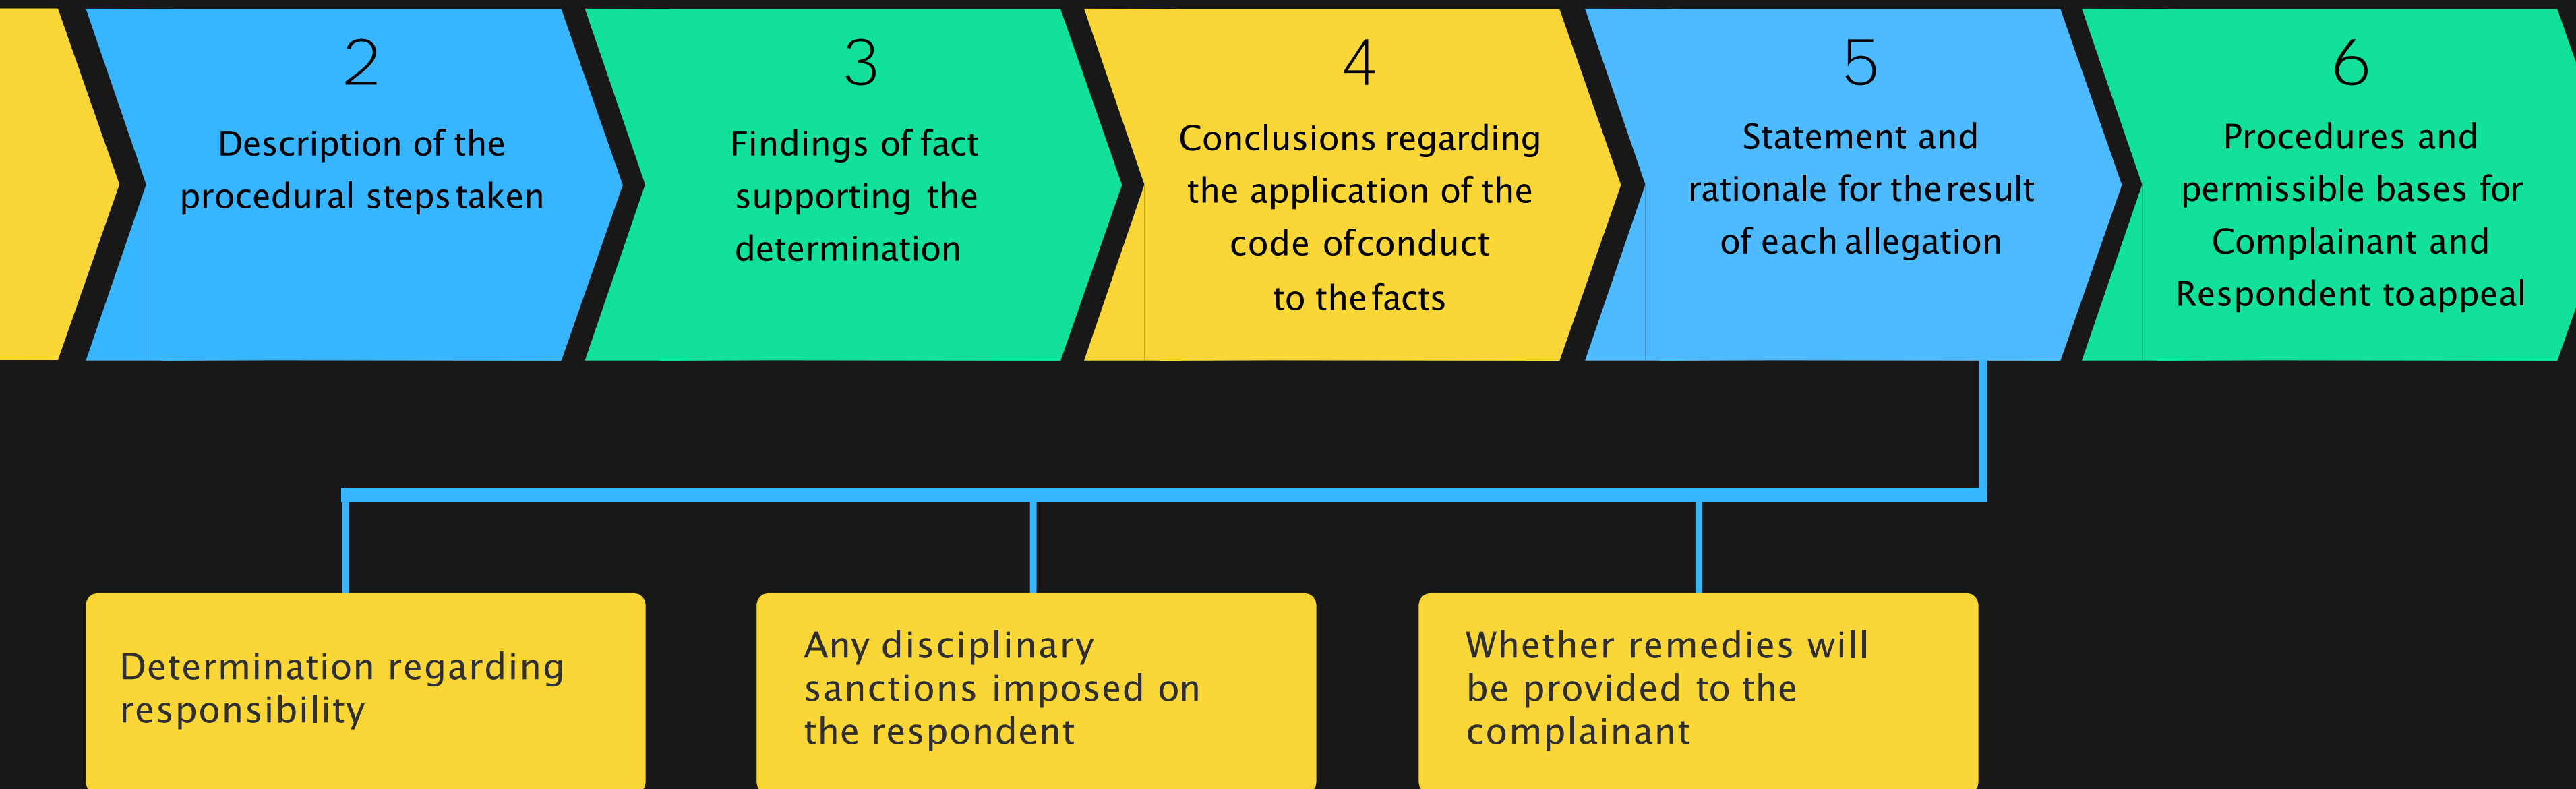 2
Description of the
procedural steps taken
3
Findings of fact
supporting the
determination
4
Conclusions regarding
the application of the
code of conduct
to the facts
5
Statement and
rationale for the result
of each allegation
6
Procedures and
permissible bases for
Complainant and
Respondent to appeal
Determination regarding
responsibility
Any disciplinary
sanctions imposed on
the respondent
Whether remedies will
be provided to the
complainant